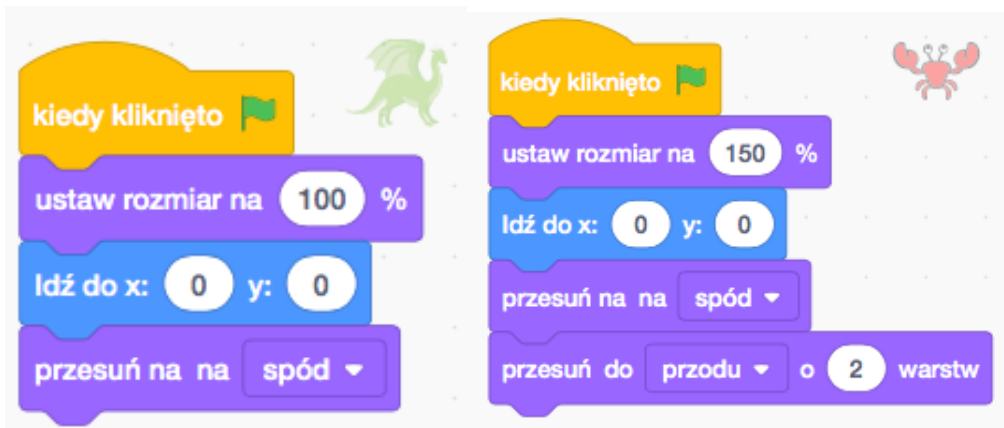 kiedy kliknięto
ustaw rozmiar na 100 %
Idź do x: 0 y: 0
przesuń na na spód
kiedy kliknięto
ustaw rozmiar na 150 %
Idź do x: 0 y: 0
przesuń na na spód
przesuń do przodu o 2 warstw